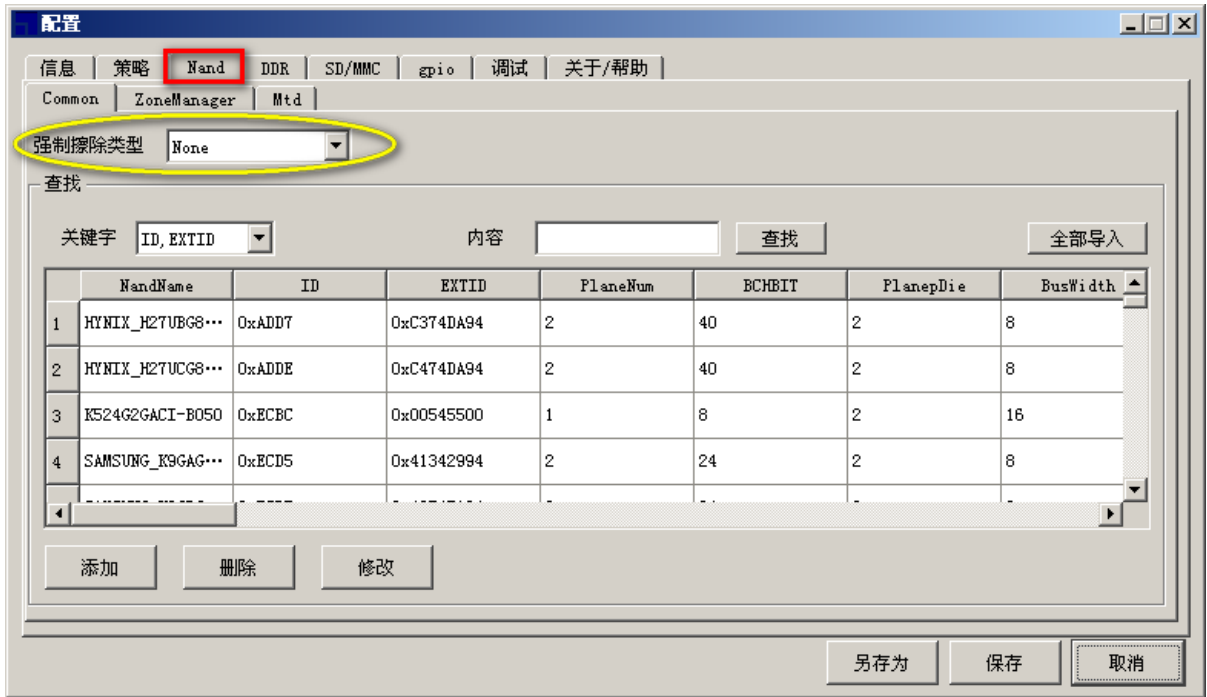 配置
信息 策略 Nand DDR SD/MMC gpio 调试 关于/帮助
Common ZoneManager Mtd
强制擦除类型 None
查找
关键字 ID,EXTID 内容 查找 全部导入
NandName ID EXTID PlaneNum BCHBIT PlanepDie BusWidth
1 HYNIX_H27UBG8… 0xADD7 0xC374DA94 2 40 2 8
2 HYNIX_H27UCG8… 0xADDE 0xC474DA94 2 40 2 8
3 K524G2GACI-B050 0xECBC 0x00545500 1 8 2 16
4 SAMSUNG_K9GAG… 0xECD5 0x41342994 2 24 2 8
添加 删除 修改
另存为 保存 取消